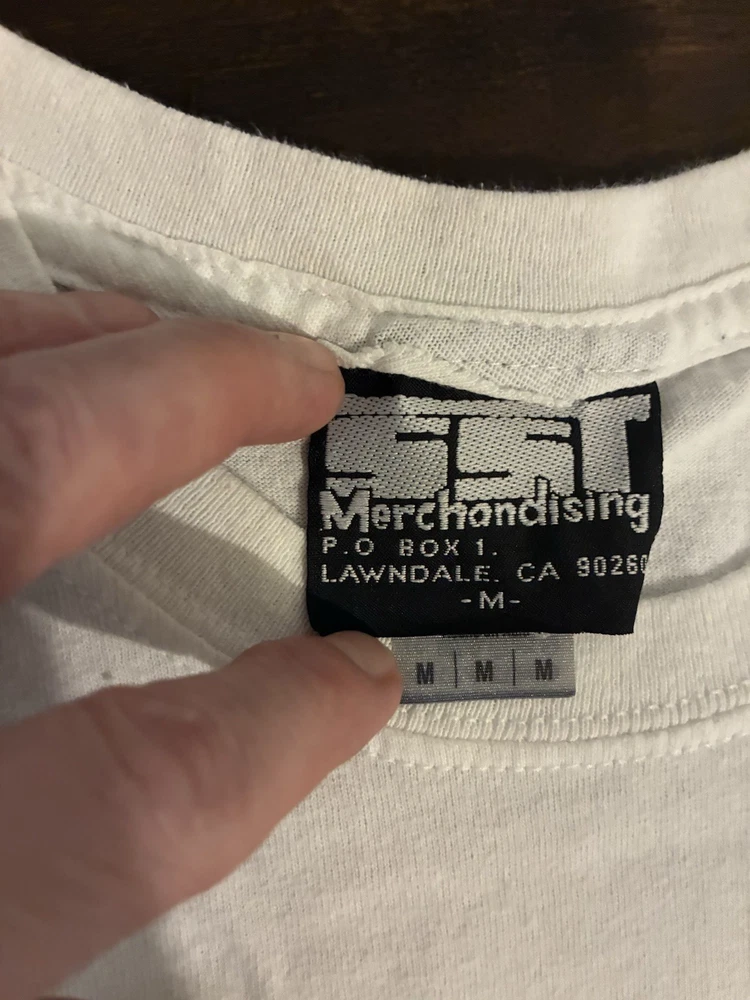 SST
Merchandising
P.O BOX 1.
LAWNDALE. CA 90260
-M-
M | M | M